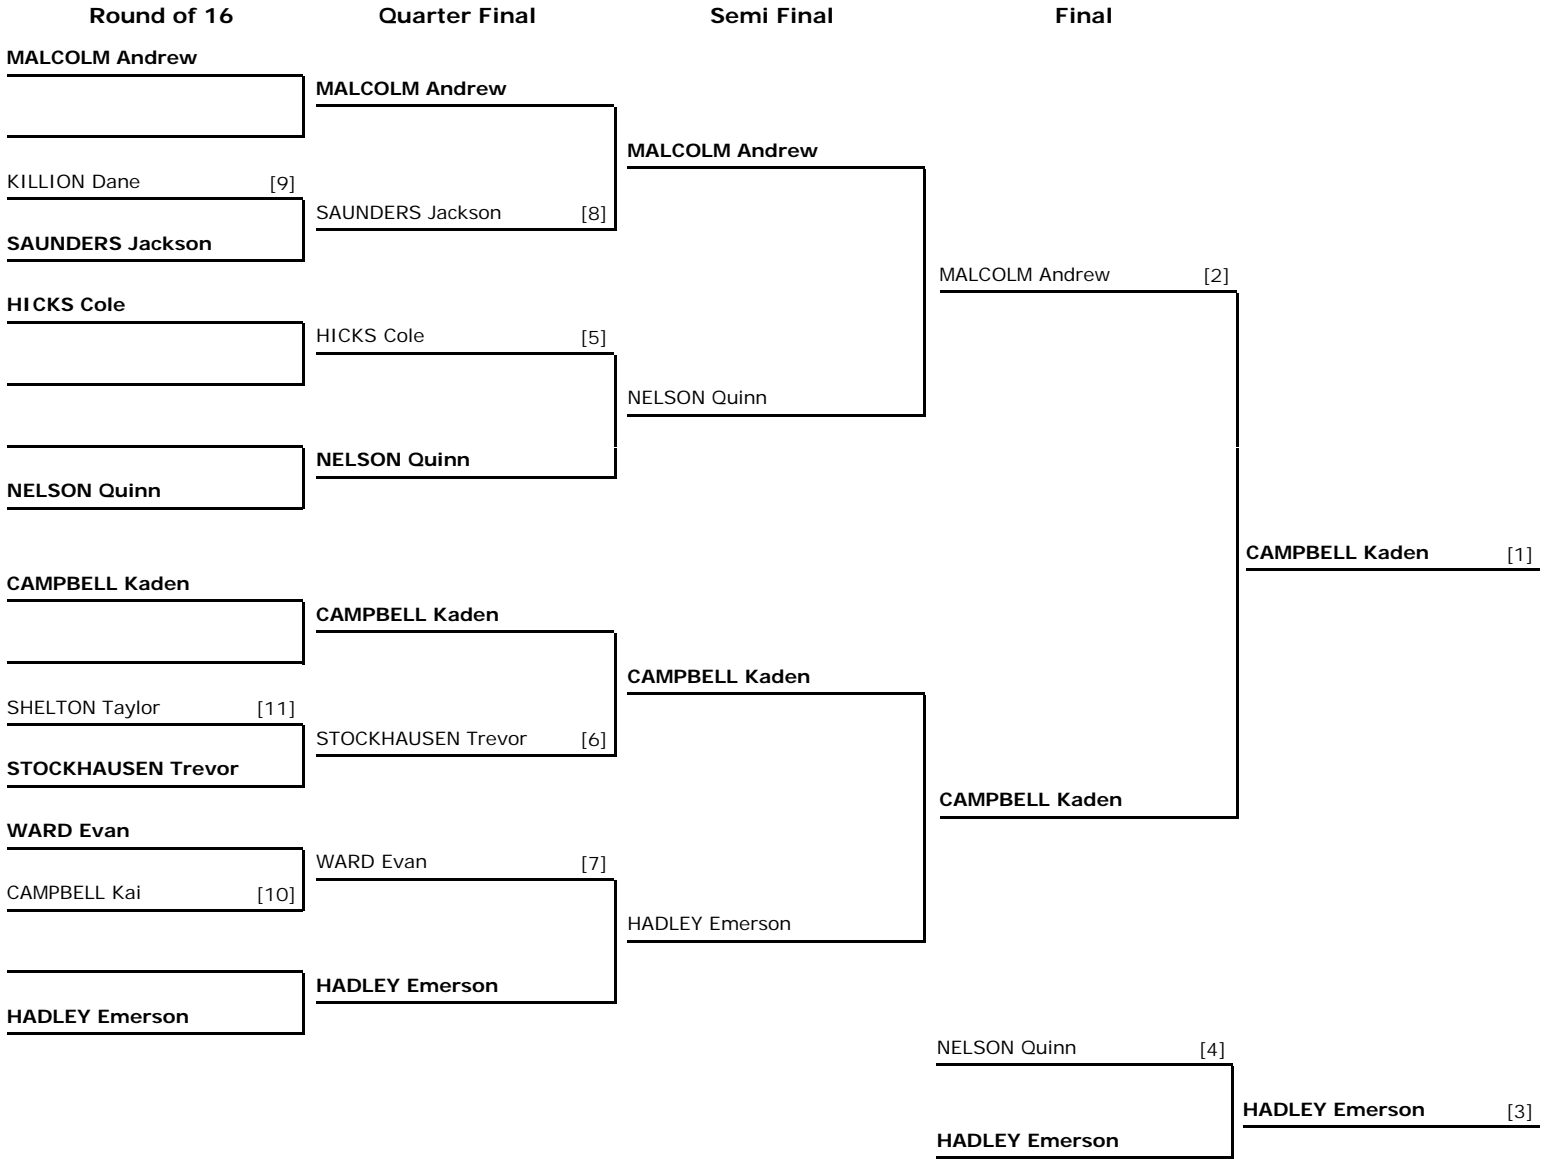 Round of 16 Quarter Final Semi Final Final
MALCOLM Andrew
MALCOLM Andrew
MALCOLM Andrew
KILLION Dane [9]
SAUNDERS Jackson [8]
SAUNDERS Jackson
MALCOLM Andrew [2]
HICKS Cole
HICKS Cole [5]
NELSON Quinn
NELSON Quinn
NELSON Quinn
CAMPBELL Kaden [1]
CAMPBELL Kaden
CAMPBELL Kaden
CAMPBELL Kaden
SHELTON Taylor [11]
STOCKHAUSEN Trevor [6]
STOCKHAUSEN Trevor
CAMPBELL Kaden
WARD Evan
WARD Evan [7]
CAMPBELL Kai [10]
HADLEY Emerson
HADLEY Emerson
HADLEY Emerson
NELSON Quinn [4]
HADLEY Emerson [3]
HADLEY Emerson